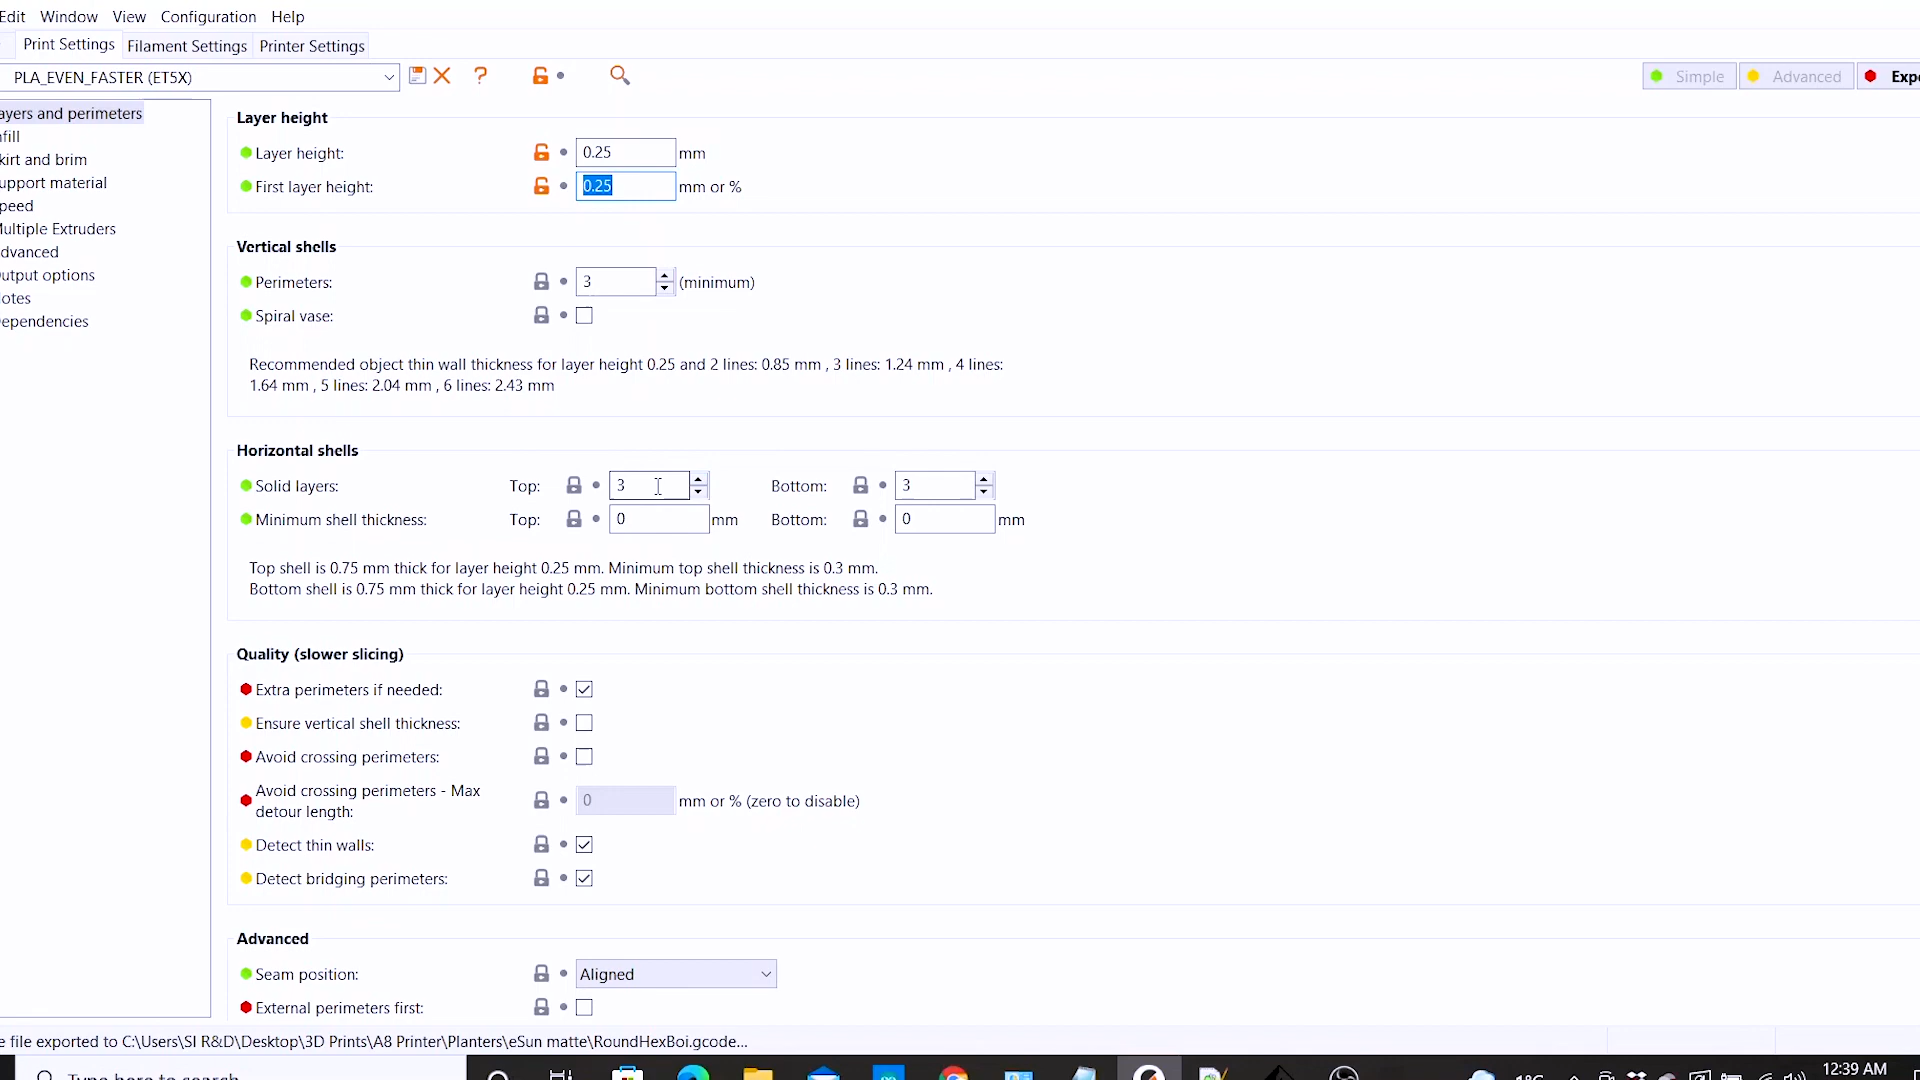 Edit Window View Configuration Help
Print Settings Filament Settings Printer Settings
PLA_EVEN_FASTER (ET5X)
?
Simple Advanced Expe
ayers and perimeters
nfill
kirt and brim
upport material
peed
Multiple Extruders
dvanced
utput options
otes
ependencies
Layer height
Layer height: 0.25 mm
First layer height: 0.25 mm or %
Vertical shells
Perimeters: 3 (minimum)
Spiral vase:
Recommended object thin wall thickness for layer height 0.25 and 2 lines: 0.85 mm , 3 lines: 1.24 mm , 4 lines:
1.64 mm , 5 lines: 2.04 mm , 6 lines: 2.43 mm
Horizontal shells
Solid layers: Top: 3 Bottom: 3
Minimum shell thickness: Top: 0 mm Bottom: 0 mm
Top shell is 0.75 mm thick for layer height 0.25 mm. Minimum top shell thickness is 0.3 mm.
Bottom shell is 0.75 mm thick for layer height 0.25 mm. Minimum bottom shell thickness is 0.3 mm.
Quality (slower slicing)
Extra perimeters if needed:
Ensure vertical shell thickness:
Avoid crossing perimeters:
Avoid crossing perimeters - Max
detour length: 0 mm or % (zero to disable)
Detect thin walls:
Detect bridging perimeters:
Advanced
Seam position: Aligned
External perimeters first:
e file exported to C:\Users\SI R&D\Desktop\3D Prints\A8 Printer\Planters\eSun matte\RoundHexBoi.gcode...
Type here to search
12:39 AM